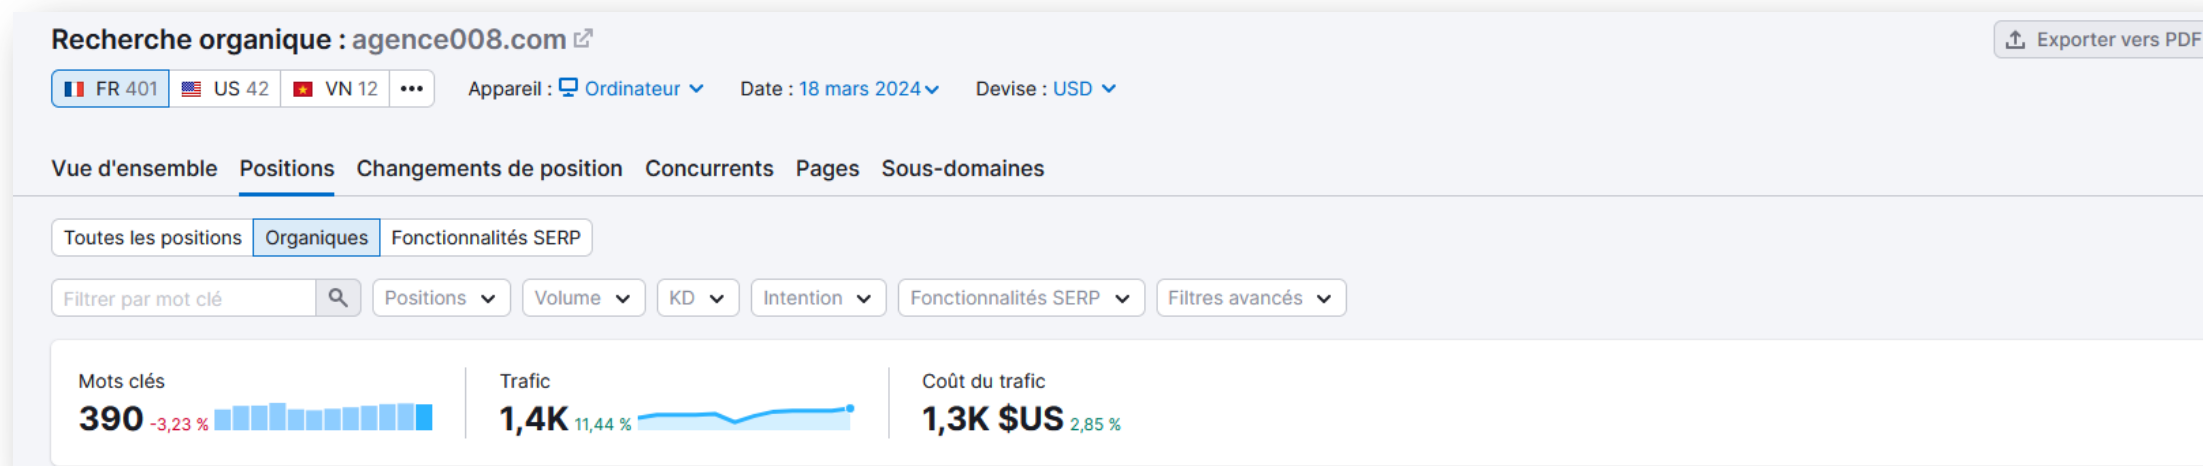 Recherche organique : agence008.com
Exporter vers PDF
FR 401 US 42 VN 12 ••• Appareil : Ordinateur Date : 18 mars 2024 Devise : USD
Vue d'ensemble Positions Changements de position Concurrents Pages Sous-domaines
Toutes les positions Organiques Fonctionnalités SERP
Filtrer par mot clé Positions Volume KD Intention Fonctionnalités SERP Filtres avancés
Mots clés Trafic Coût du trafic
390 -3,23 % 1,4K 11,44 % 1,3K $US 2,85 %